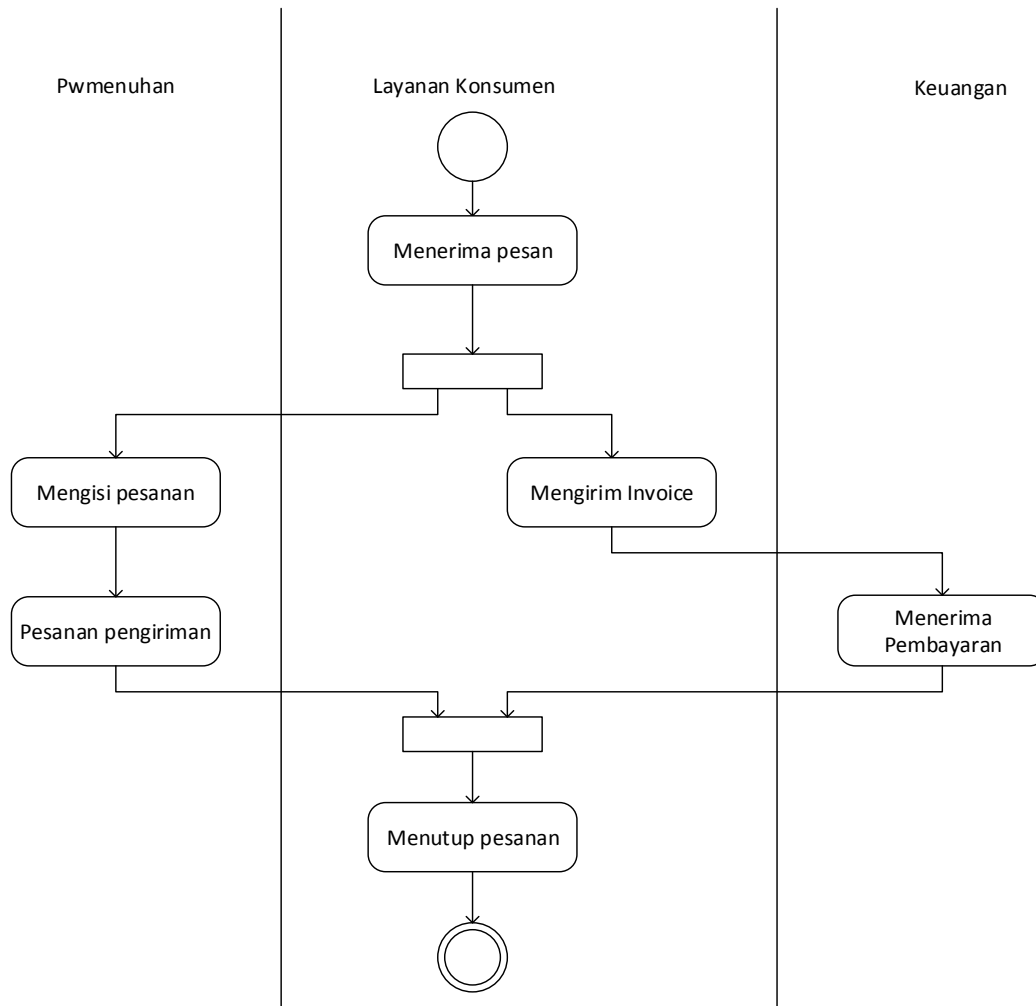 Pwmenuhan
Layanan Konsumen
Keuangan
Menerima pesan
Mengisi pesanan
Mengirim Invoice
Pesanan pengiriman
Menerima
Pembayaran
Menutup pesanan